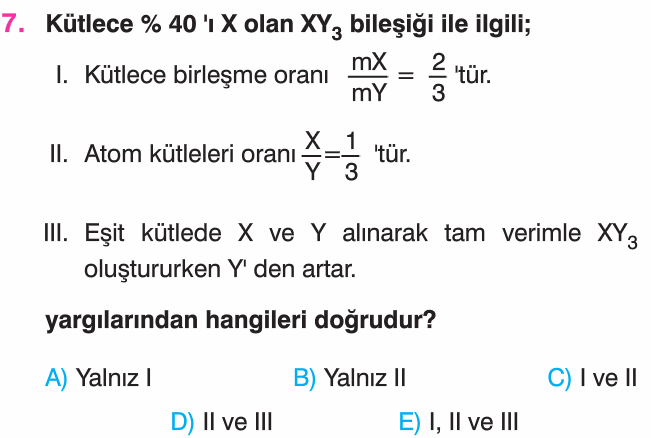 7. Kütlece % 40 'ı X olan XY₃ bileşiği ile ilgili;
I. Kütlece birleşme oranı mX/mY = 2/3 'tür.
II. Atom kütleleri oranı X/Y=1/3 'tür.
III. Eşit kütlede X ve Y alınarak tam verimle XY₃
oluştururken Y' den artar.
yargılarından hangileri doğrudur?
A) Yalnız I B) Yalnız II C) I ve II
D) II ve III E) I, II ve III